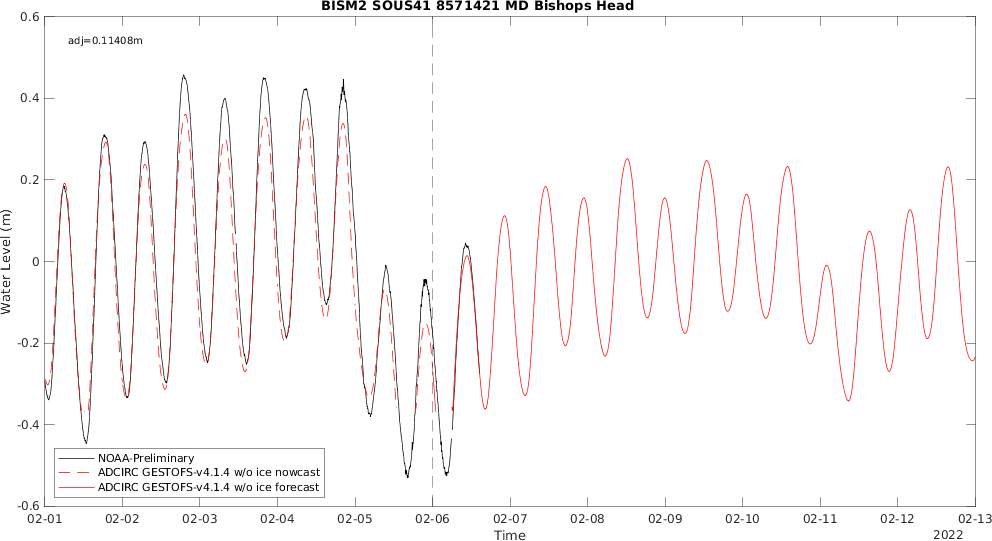 BISM2 SOUS41 8571421 MD Bishops Head
adj=0.11408m
Water Level (m)
0.6
0.4
0.2
0
-0.2
-0.4
-0.6
NOAA-Preliminary
ADCIRC GESTOFS-v4.1.4 w/o ice nowcast
ADCIRC GESTOFS-v4.1.4 w/o ice forecast
02-01 02-02 02-03 02-04 02-05 02-06 02-07 02-08 02-09 02-10 02-11 02-12 02-13
Time
2022